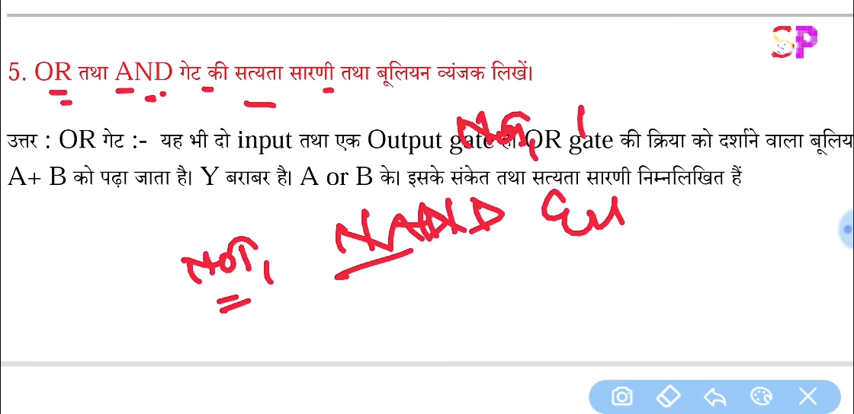 SP
5. OR तथा AND गेट की सत्यता सारणी तथा बूलियन व्यंजक लिखें।
उत्तर : OR गेट :- यह भी दो input तथा एक Output gate OR gate की क्रिया को दर्शाने वाला बूलिय
A+ B को पढ़ा जाता है। Y बराबर है। A or B के। इसके संकेत तथा सत्यता सारणी निम्नलिखित हैं